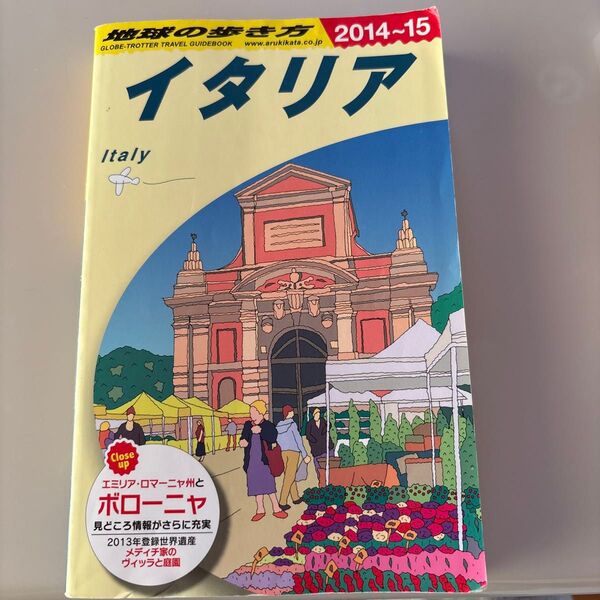 地球の歩き方
GLOBE-TROTTER TRAVEL GUIDEBOOK
www.arukikata.co.jp
2014~15
イタリア
Italy
Close up
エミリア・ロマーニャ州と
ボローニャ
見どころ情報がさらに充実
2013年登録世界遺産
メディチ家の
ヴィッラと庭園